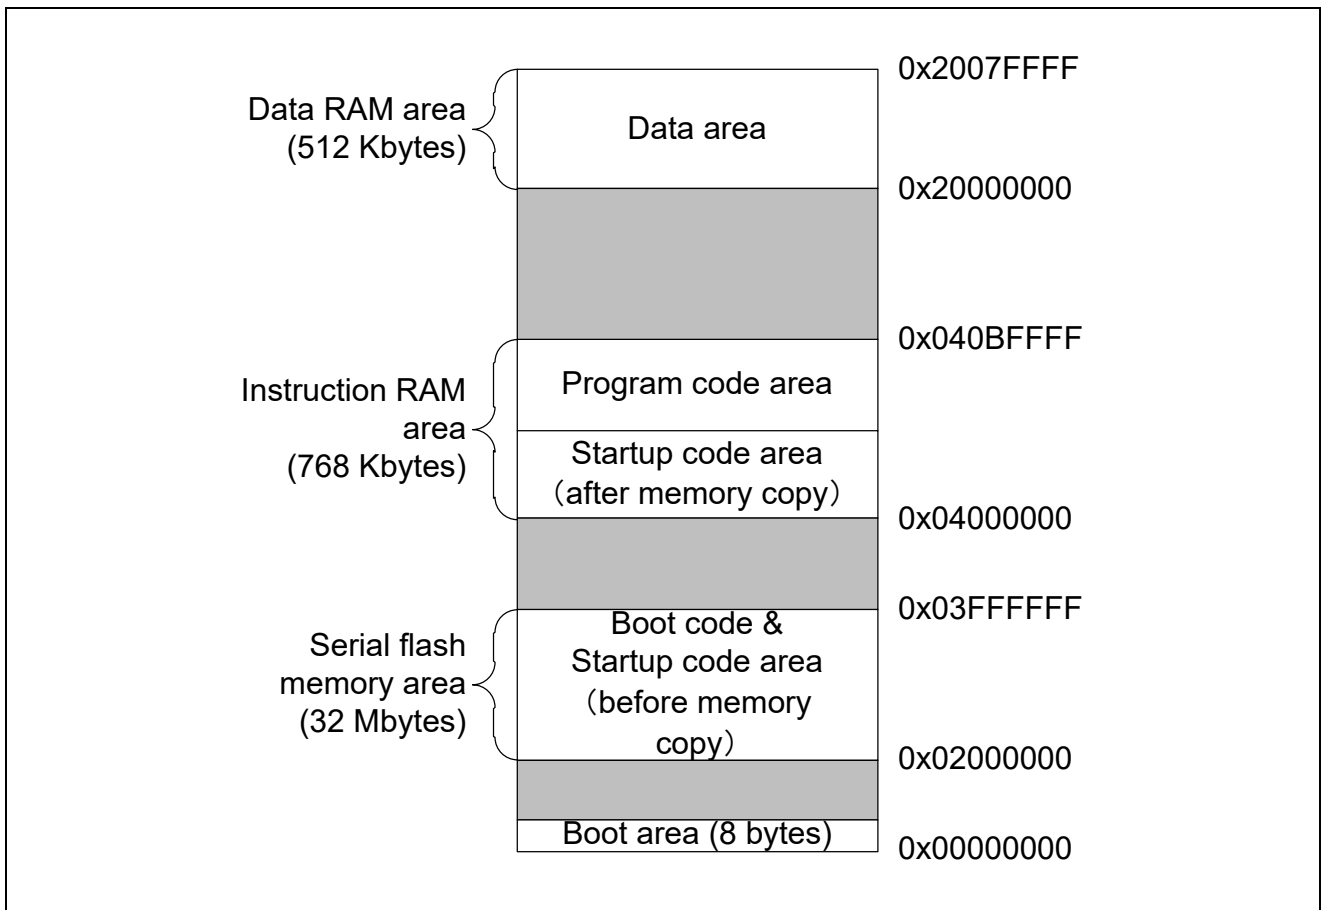 0x2007FFFF
Data RAM area
(512 Kbytes)
Data area
0x20000000
0x040BFFFF
Instruction RAM
area
(768 Kbytes)
Program code area
Startup code area
（after memory copy）
0x04000000
0x03FFFFFF
Serial flash
memory area
(32 Mbytes)
Boot code &
Startup code area
（before memory
copy）
0x02000000
Boot area (8 bytes)
0x00000000